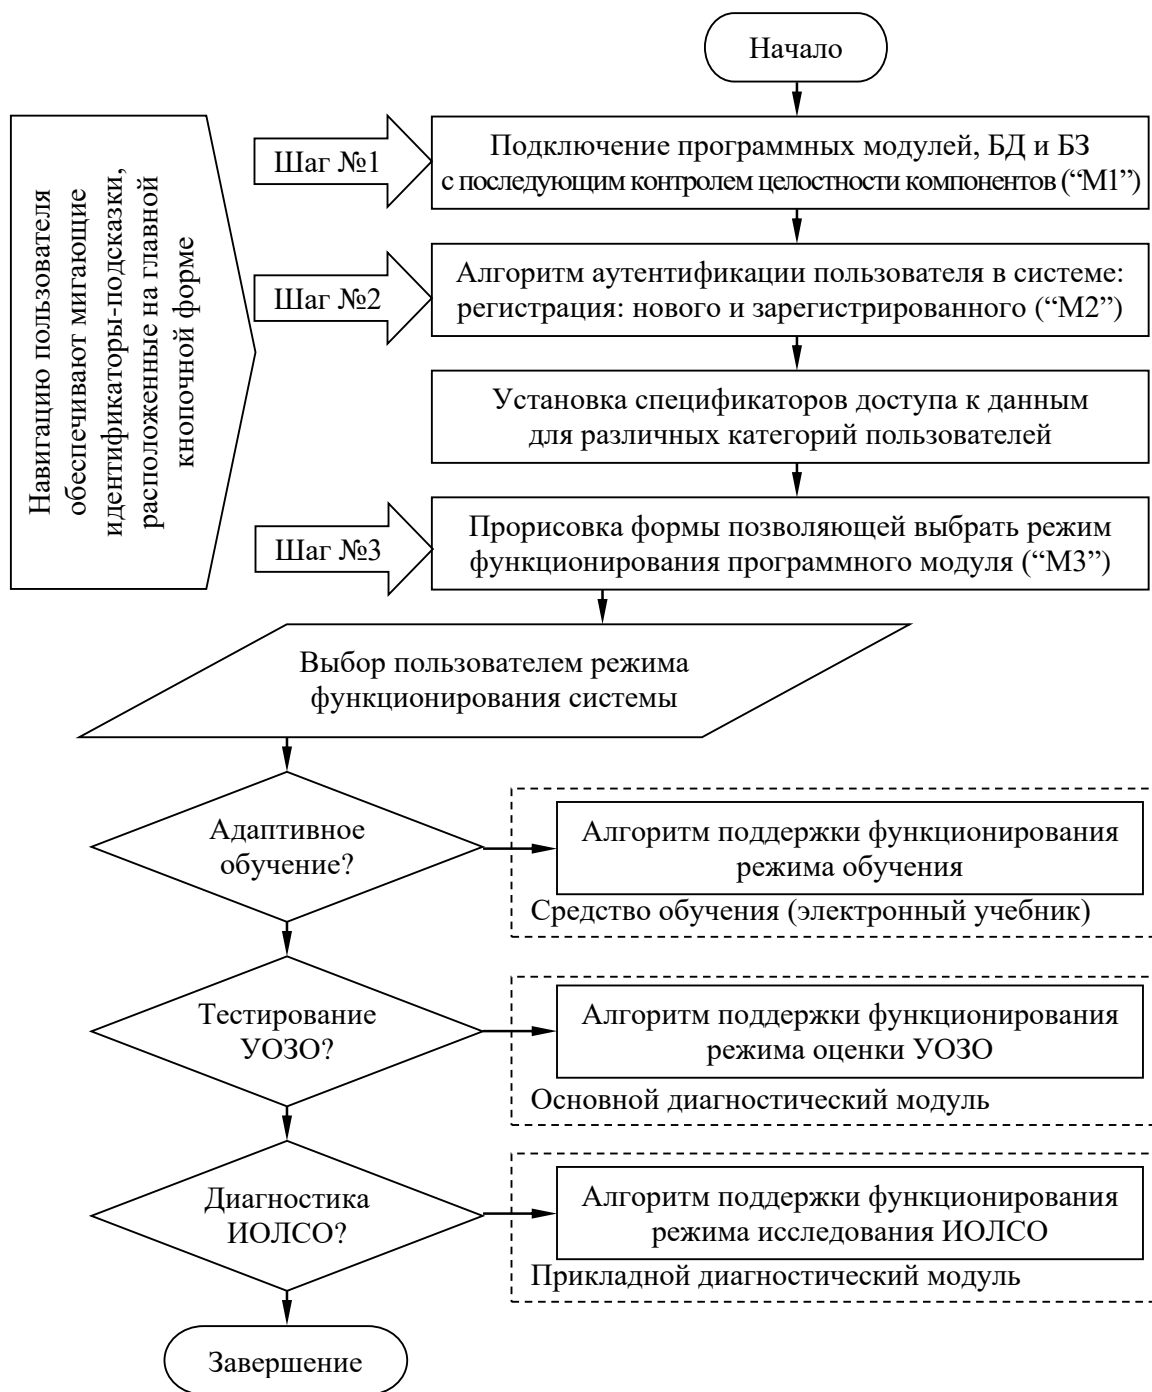 Начало
Навигацию пользователя
обеспечивают мигающие
идентификаторы-подсказки,
расположенные на главной
кнопочной форме
Шаг №1
Подключение программных модулей, БД и БЗ
с последующим контролем целостности компонентов (“М1”)
Шаг №2
Алгоритм аутентификации пользователя в системе:
регистрация: нового и зарегистрированного (“М2”)
Установка спецификаторов доступа к данным
для различных категорий пользователей
Шаг №3
Прорисовка формы позволяющей выбрать режим
функционирования программного модуля (“М3”)
Выбор пользователем режима
функционирования системы
Адаптивное
обучение?
Алгоритм поддержки функционирования
режима обучения
Средство обучения (электронный учебник)
Тестирование
УОЗО?
Алгоритм поддержки функционирования
режима оценки УОЗО
Основной диагностический модуль
Диагностика
ИОЛСО?
Алгоритм поддержки функционирования
режима исследования ИОЛСО
Прикладной диагностический модуль
Завершение